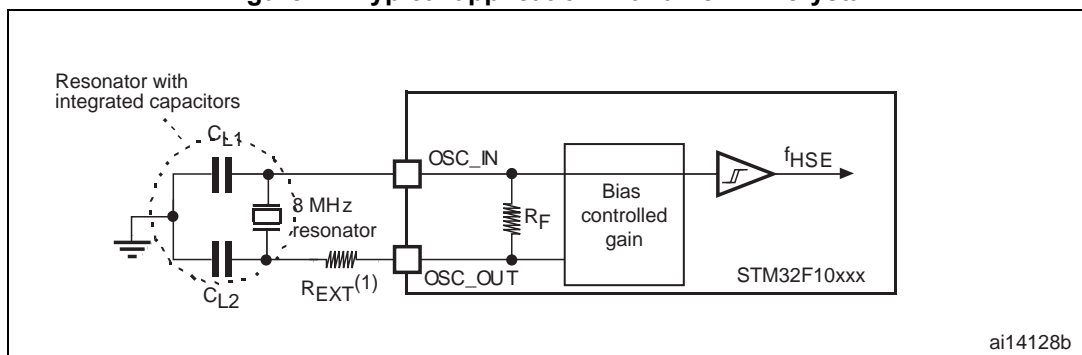 Resonator with
integrated capacitors
CL1
OSC_IN
fHSE
8 MHz
resonator
RF
Bias
controlled
gain
REXT(1)
OSC_OUT
STM32F10xxx
CL2
ai14128b